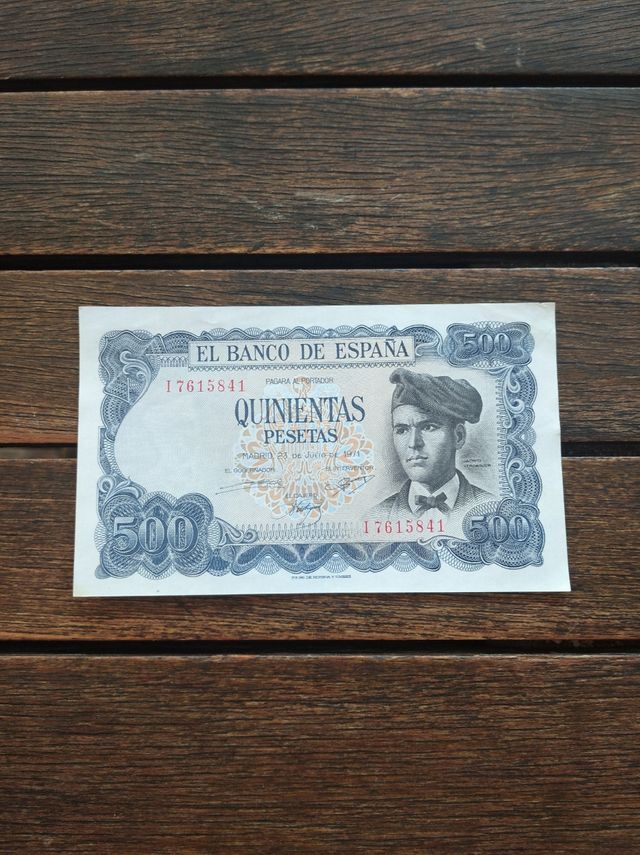 EL BANCO DE ESPAÑA
500
I 7615841
PAGARA AL PORTADOR
QUINIENTAS
PESETAS
MADRID, 23 de Julio de 1971
EL GOBERNADOR
EL INTERVENTOR
EL CAJERO
I 7615841
500
500